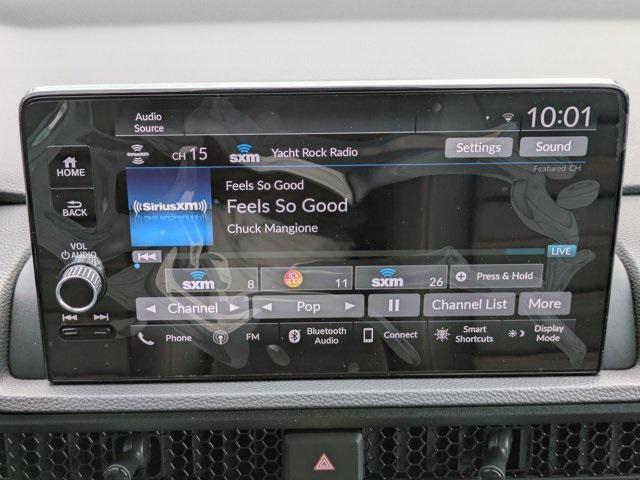 Audio
Source
10:01
SiriusXM
CH 15
sxm
Yacht Rock Radio
Settings
Sound
Featured CH
HOME
BACK
((SiriusXM))
Feels So Good
Feels So Good
Chuck Mangione
VOL
AUDIO
LIVE
sxm 8
11
sxm 26
Press & Hold
Channel
Pop
Channel List
More
Phone
FM
Bluetooth
Audio
Connect
Smart
Shortcuts
Display
Mode